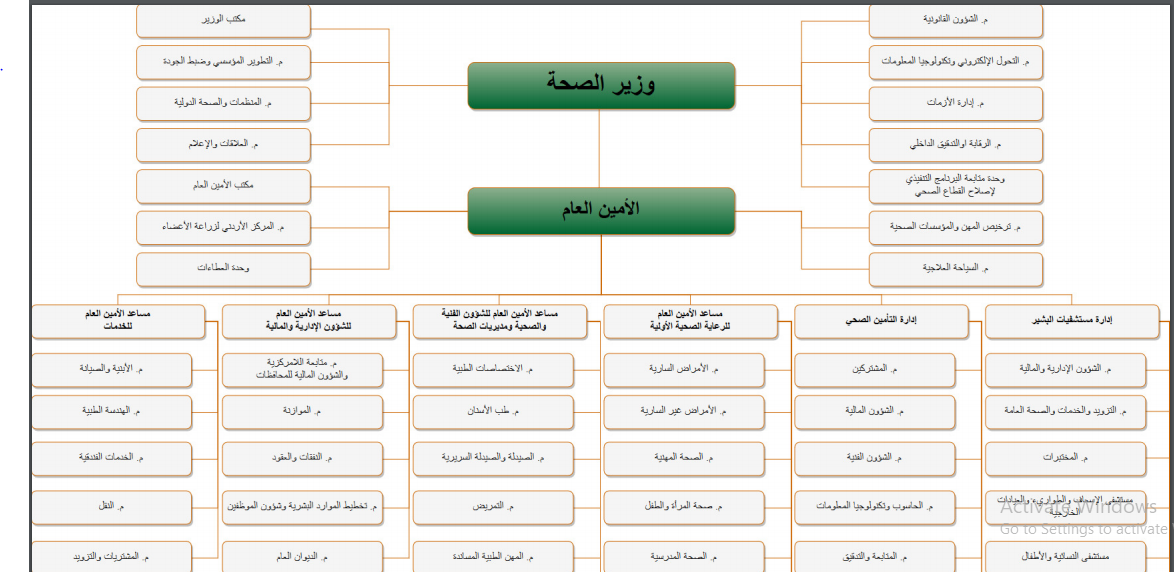 م. الشؤون القانونية
مكتب الوزير
م. التحول الإلكتروني وتكنولوجيا المعلومات
وزير الصحة
م. التطوير المؤسسي وضبط الجودة
م. إدارة الأزمات
م. المنظمات والصحة الدولية
م. الرقابة اوالتدقيق الداخلي
م. العلاقات والإعلام
وحدة متابعة البرنامج التنفيذي
لإصلاح القطاع الصحي
مكتب الأمين العام
م. ترخيص المهن والمؤسسات الصحية
الأمين العام
م. المركز الأردني لزراعة الأعضاء
م. السياحة العلاجية
وحدة العطاءات
إدارة مستشفيات البشير
إدارة التأمين الصحي
مساعد الأمين العام
للرعاية الصحية الأولية
مساعد الأمين العام للشؤون الفنية
والصحية ومديريات الصحة
مساعد الأمين العام
للشؤون الإدارية والمالية
مساعد الأمين العام
للخدمات
م. الشؤون الإدارية والمالية
م. المشتركين
م. الأمراض السارية
م. الاختصاصات الطبية
م. متابعة اللامركزية
والشؤون المالية للمحافظات
م. الأبنية والصيانة
م. التزويد والخدمات والصحة العامة
م. الشؤون المالية
م. الأمراض غير السارية
م. طب الأسنان
م. الموازنة
م. الهندسة الطبية
م. المختبرات
م. الشؤون الفنية
م. الصحة المهنية
م. الصيدلة والصيدلة السريرية
م. النفقات والعقود
م. الخدمات الفندقية
مستشفى الإسعاف والطوارىء والعيادات
الخارجية
م. الحاسوب وتكنولوجيا المعلومات
م. صحة المرأة والطفل
م. التمريض
م. تخطيط الموارد البشرية وشؤون الموظفين
م. النقل
Activate Windows
Go to Settings to activate
مستشفى النسائية والأطفال
م. المتابعة والتدقيق
م. الصحة المدرسية
م. المهن الطبية المساندة
م. الديوان العام
م. المشتريات والتزويد